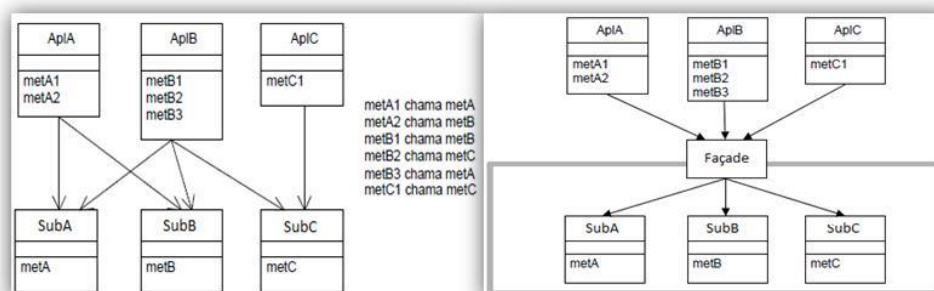 AplA
metA1
metA2
AplB
metB1
metB2
metB3
AplC
metC1
metA1 chama metA
metA2 chama metB
metB1 chama metB
metB2 chama metC
metB3 chama metA
metC1 chama metC
SubA
metA
SubB
metB
SubC
metC
AplA
metA1
metA2
AplB
metB1
metB2
metB3
AplC
metC1
Façade
SubA
metA
SubB
metB
SubC
metC